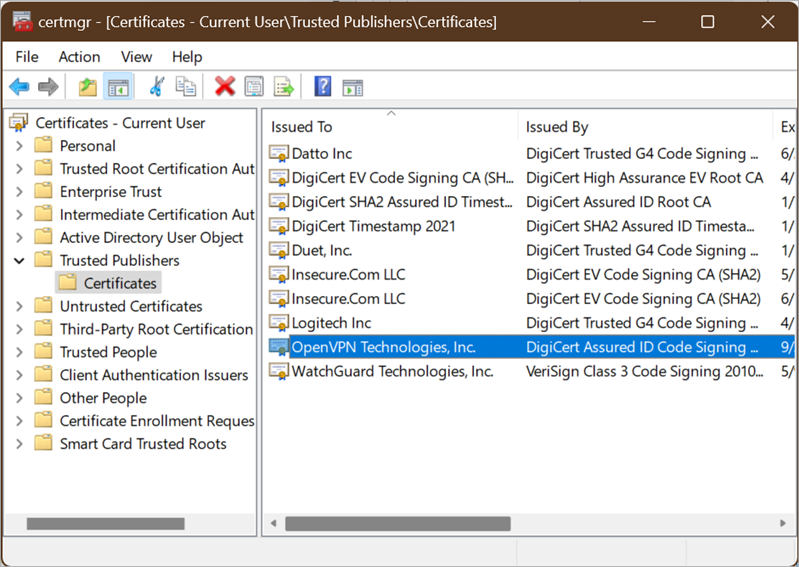 certmgr - [Certificates - Current User\Trusted Publishers\Certificates]
File Action View Help
Certificates - Current User
Personal
Trusted Root Certification Aut
Enterprise Trust
Intermediate Certification Aut
Active Directory User Object
Trusted Publishers
Certificates
Untrusted Certificates
Third-Party Root Certification
Trusted People
Client Authentication Issuers
Other People
Certificate Enrollment Reques
Smart Card Trusted Roots
Issued To Issued By Ex
Datto Inc DigiCert Trusted G4 Code Signing ... 6/
DigiCert EV Code Signing CA (SH... DigiCert High Assurance EV Root CA 4/
DigiCert SHA2 Assured ID Timest... DigiCert Assured ID Root CA 1/
DigiCert Timestamp 2021 DigiCert SHA2 Assured ID Timesta... 1/
Duet, Inc. DigiCert Trusted G4 Code Signing ... 1/
Insecure.Com LLC DigiCert EV Code Signing CA (SHA2) 5/
Insecure.Com LLC DigiCert EV Code Signing CA (SHA2) 6/
Logitech Inc DigiCert Trusted G4 Code Signing ... 4/
OpenVPN Technologies, Inc. DigiCert Assured ID Code Signing ... 9/
WatchGuard Technologies, Inc. VeriSign Class 3 Code Signing 2010... 5/